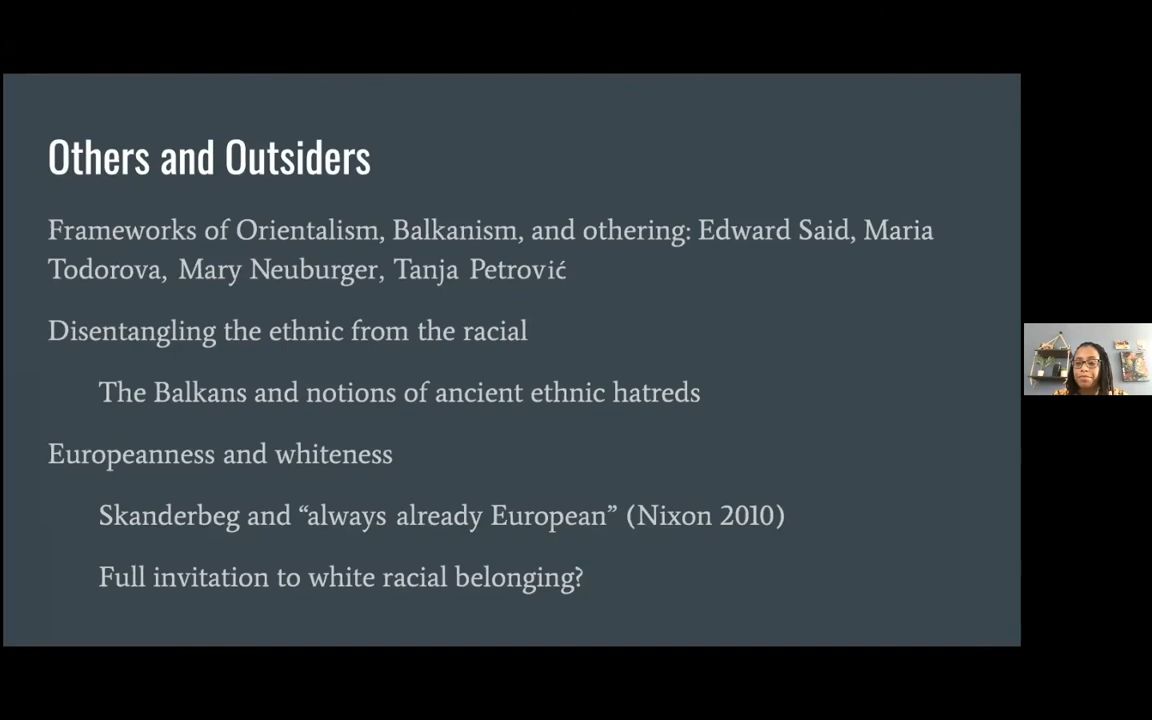 Others and Outsiders
Frameworks of Orientalism, Balkanism, and othering: Edward Said, Maria
Todorova, Mary Neuburger, Tanja Petrović
Disentangling the ethnic from the racial
The Balkans and notions of ancient ethnic hatreds
Europeanness and whiteness
Skanderbeg and “always already European” (Nixon 2010)
Full invitation to white racial belonging?